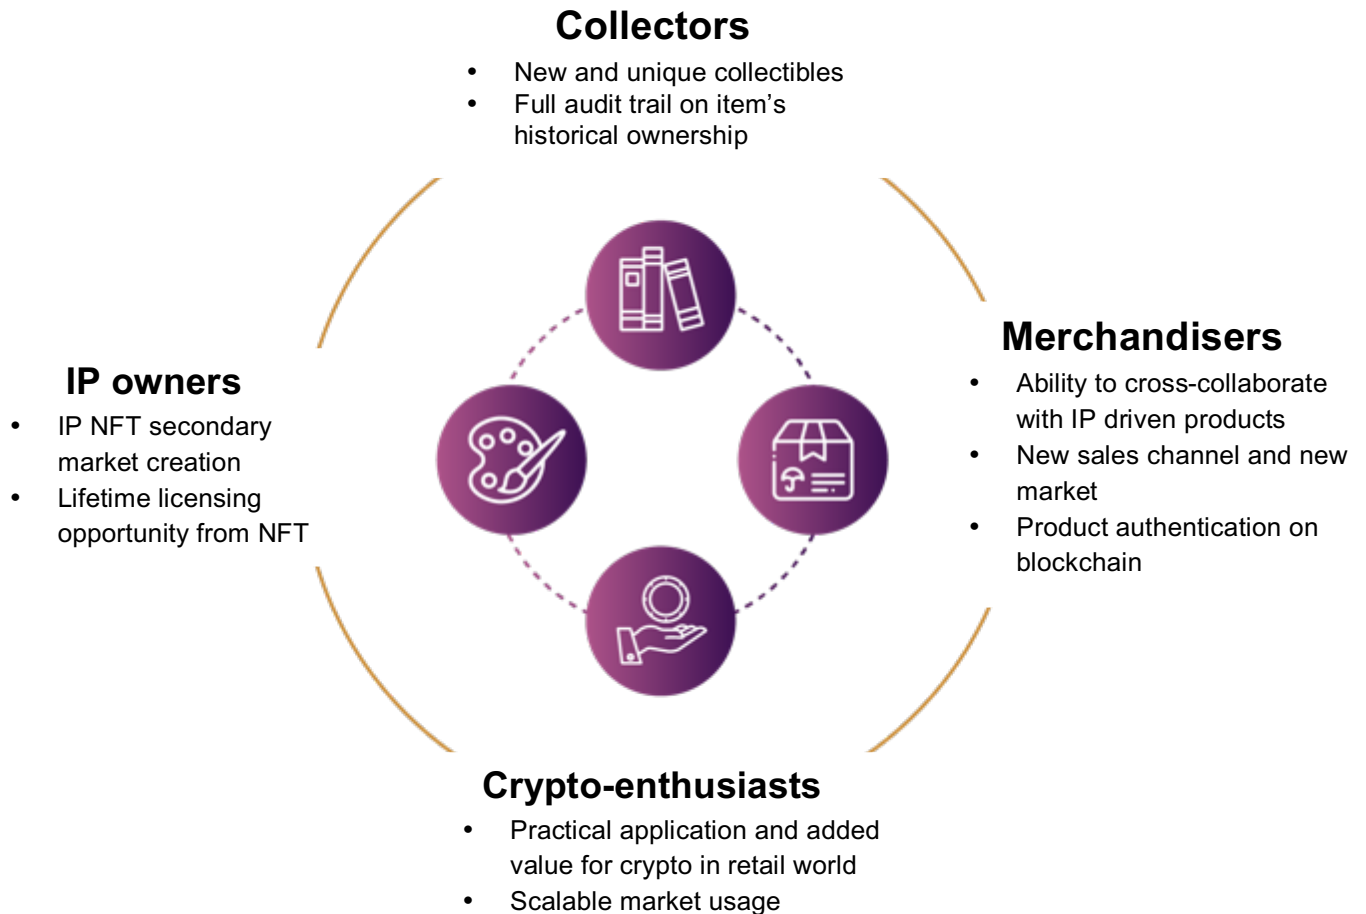 Collectors
• New and unique collectibles
• Full audit trail on item’s
historical ownership
IP owners
• IP NFT secondary
market creation
• Lifetime licensing
opportunity from NFT
Merchandisers
• Ability to cross-collaborate
with IP driven products
• New sales channel and new
market
• Product authentication on
blockchain
Crypto-enthusiasts
• Practical application and added
value for crypto in retail world
• Scalable market usage